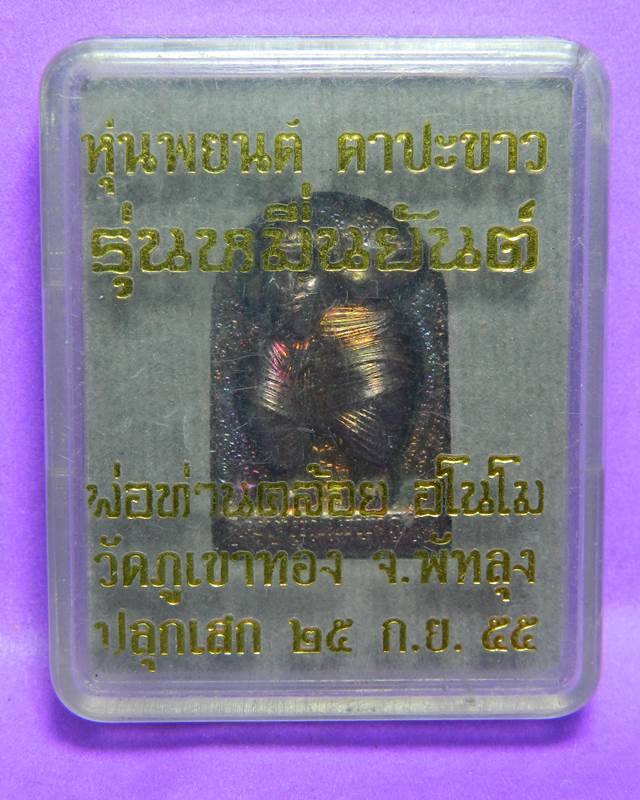 หุ่นพยนต์ ตาปะขาว
รุ่นหมื่นยันต์
พ่อท่านคล้อย อโนโม
วัดภูเขาทอง จ.พัทลุง
ปลุกเสก ๒๕ ก.ย. ๕๕